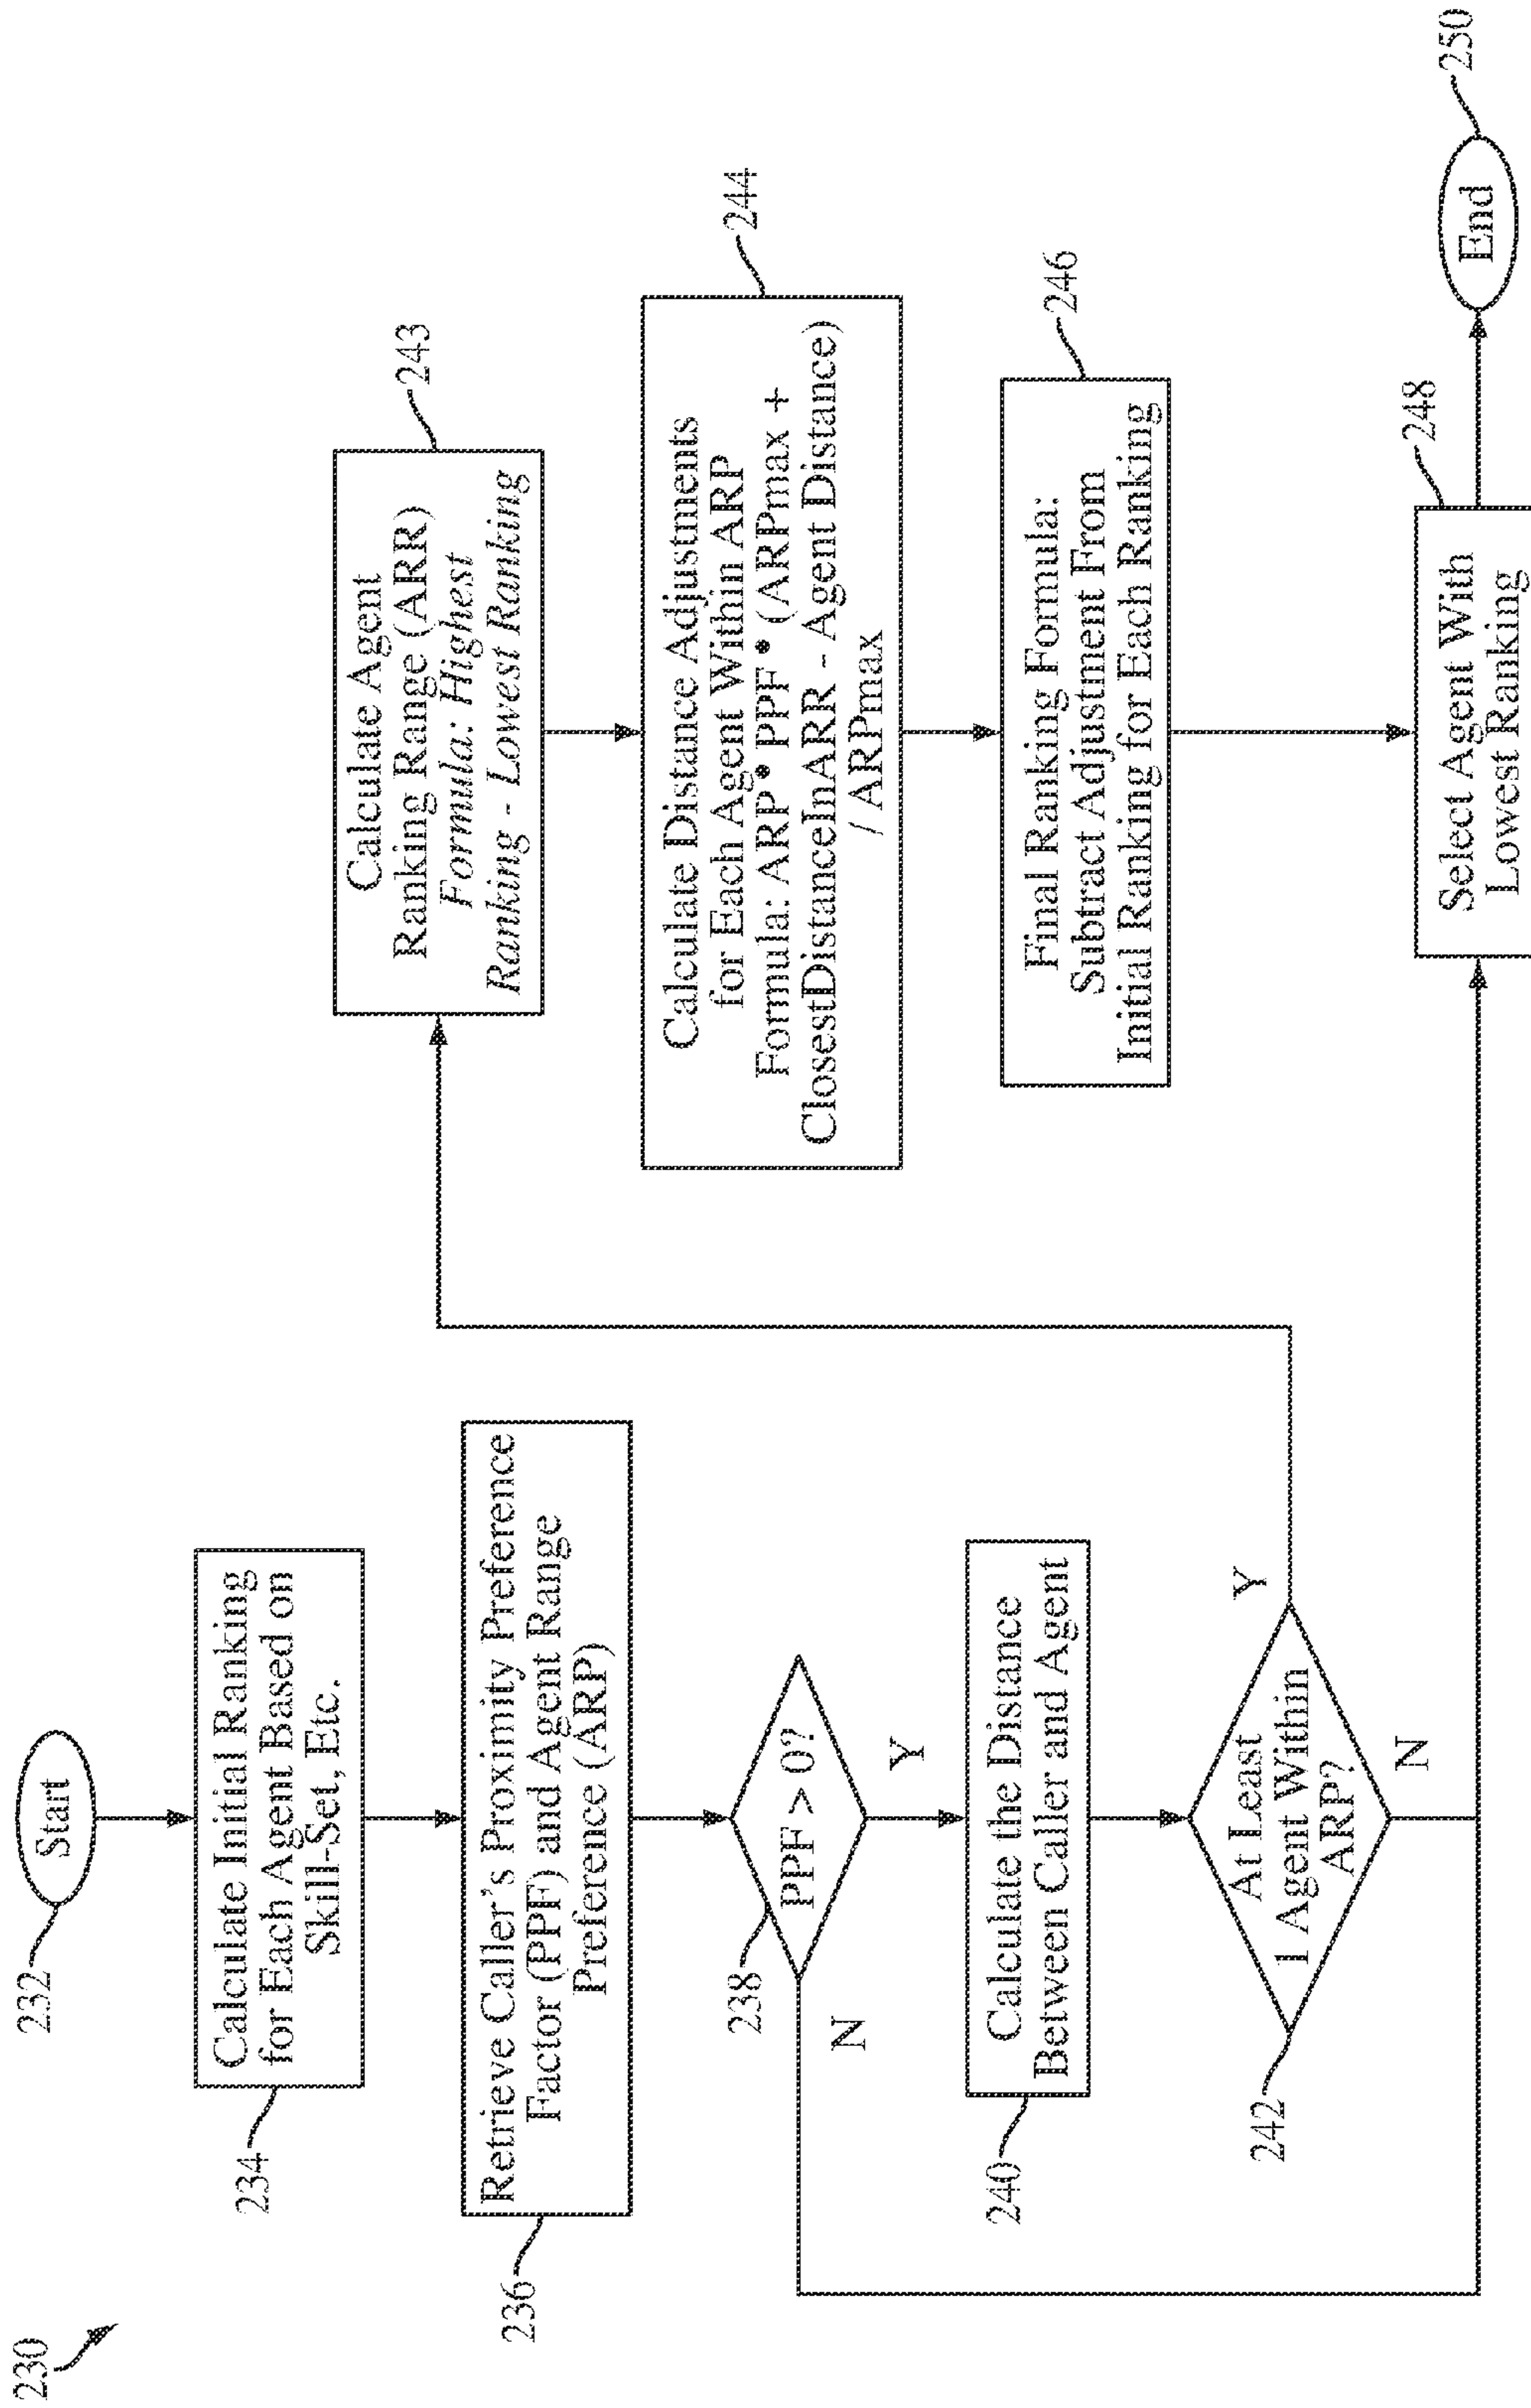 230
232
Start
234
Calculate Initial Ranking
for Each Agent Based on
Skill-Set, Etc.
236
Retrieve Caller's Proximity Preference
Factor (PPF) and Agent Range
Preference (ARP)
238
PPF > 0?
N
Y
240
Calculate the Distance
Between Caller and Agent
242
At Least
1 Agent Within
ARP?
Y
N
243
Calculate Agent
Ranking Range (ARR)
Formula: Highest
Ranking - Lowest Ranking
244
Calculate Distance Adjustments
for Each Agent Within ARP
Formula: ARP • PPF • (ARPmax +
ClosestDistanceInARR - Agent Distance)
/ ARPmax
246
Final Ranking Formula:
Subtract Adjustment From
Initial Ranking for Each Ranking
248
Select Agent With
Lowest Ranking
250
End